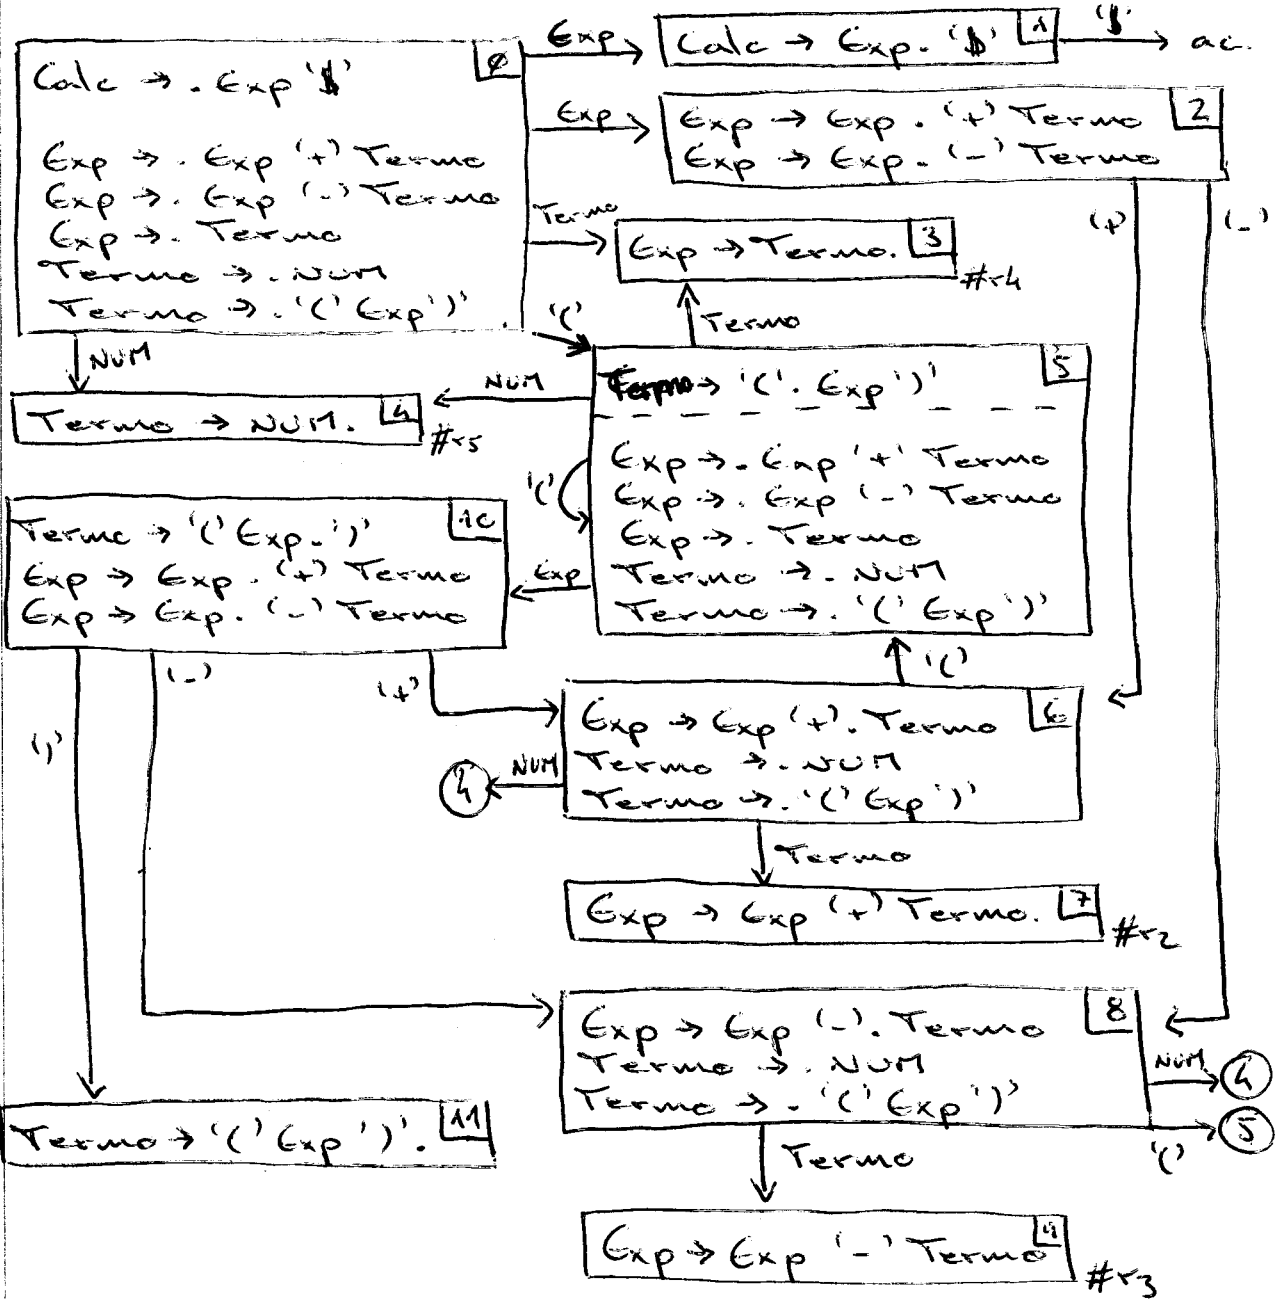 0
Calc → . Exp '$'
Exp → . Exp '+' Termo
Exp → . Exp '-' Termo
Exp → . Termo
Termo → . NUM
Termo → . '(' Exp ')'
Exp
Calc → Exp . '$' 1
'$'
ac.
Exp
Exp → Exp . '+' Termo 2
Exp → Exp . '-' Termo
'+'
'-'
Termo
Exp → Termo. 3
#r4
Termo
'('
NUM
Termo → NUM. 4
#r5
NUM
Termo → '(' . Exp ')' 5
Exp → . Exp '+' Termo
Exp → . Exp '-' Termo
Exp → . Termo
Termo → . NUM
Termo → . '(' Exp ')'
'('
Exp
Termo → '(' Exp . ')' 10
Exp → Exp . '+' Termo
Exp → Exp . '-' Termo
')'
'-'
'+'
'('
Exp → Exp '+' . Termo 6
Termo → . NUM
Termo → . '(' Exp ')'
NUM
4
Termo
Exp → Exp '+' Termo. 7
#r2
Exp → Exp '-' . Termo 8
Termo → . NUM
Termo → . '(' Exp ')'
NUM
4
'('
5
Termo
Termo → '(' Exp ')' . 11
Exp → Exp '-' Termo 9
#r3